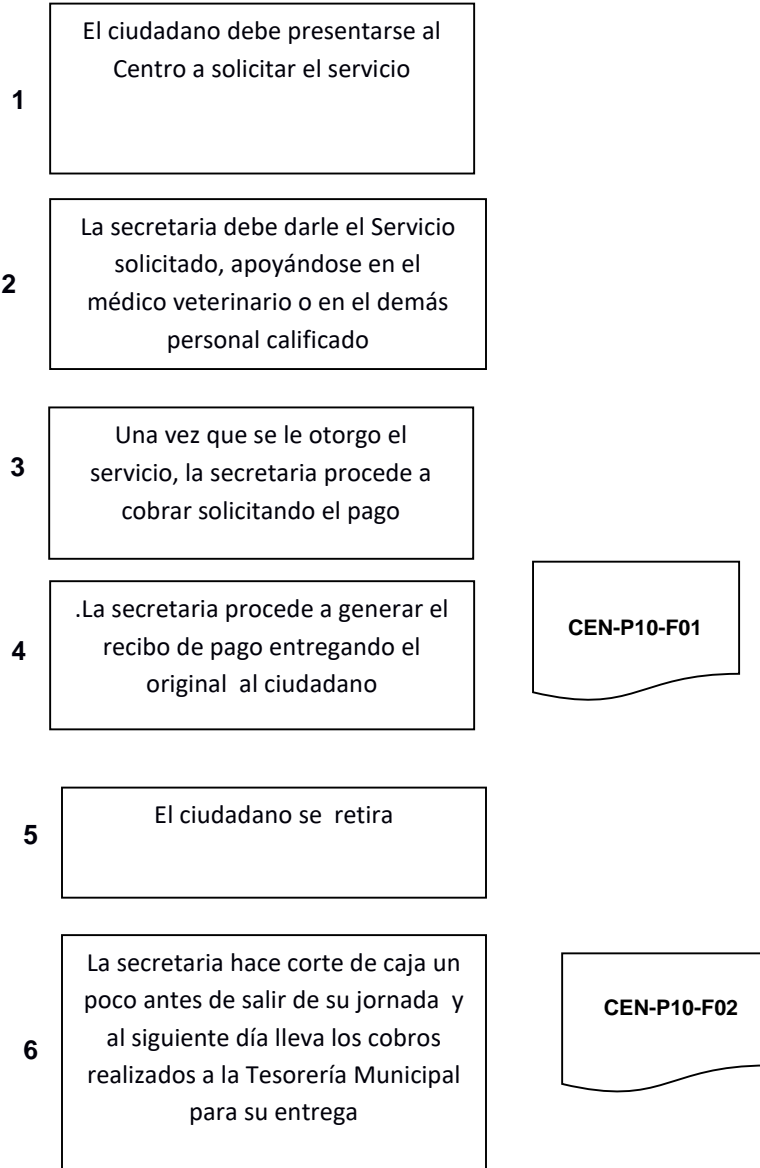 El ciudadano debe presentarse al
Centro a solicitar el servicio
1
La secretaria debe darle el Servicio
solicitado, apoyándose en el
médico veterinario o en el demás
personal calificado
2
Una vez que se le otorgo el
servicio, la secretaria procede a
cobrar solicitando el pago
3
.La secretaria procede a generar el
recibo de pago entregando el
original al ciudadano
4
CEN-P10-F01
El ciudadano se retira
5
La secretaria hace corte de caja un
poco antes de salir de su jornada y
al siguiente día lleva los cobros
realizados a la Tesorería Municipal
para su entrega
6
CEN-P10-F02